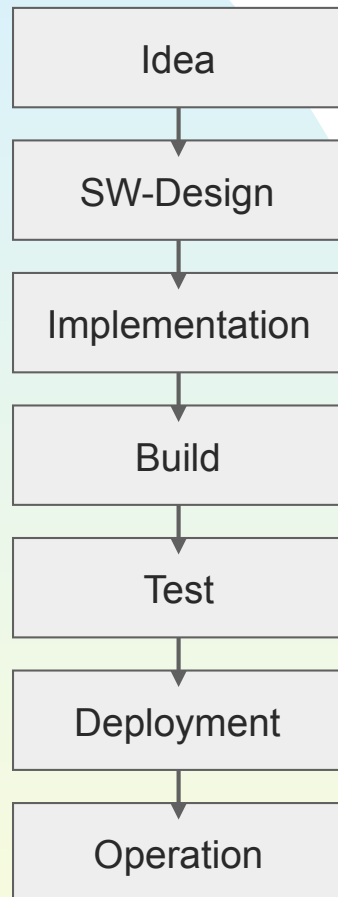 Idea
SW-Design
Implementation
Build
Test
Deployment
Operation